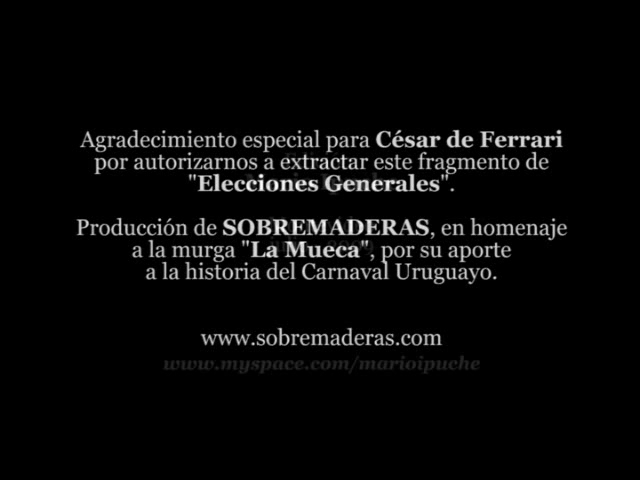 Agradecimiento especial para César de Ferrari
por autorizarnos a extractar este fragmento de
"Elecciones Generales".
Producción de SOBREMADERAS, en homenaje
a la murga "La Mueca", por su aporte
a la historia del Carnaval Uruguayo.
www.sobremaderas.com
www.myspace.com/marioipuche